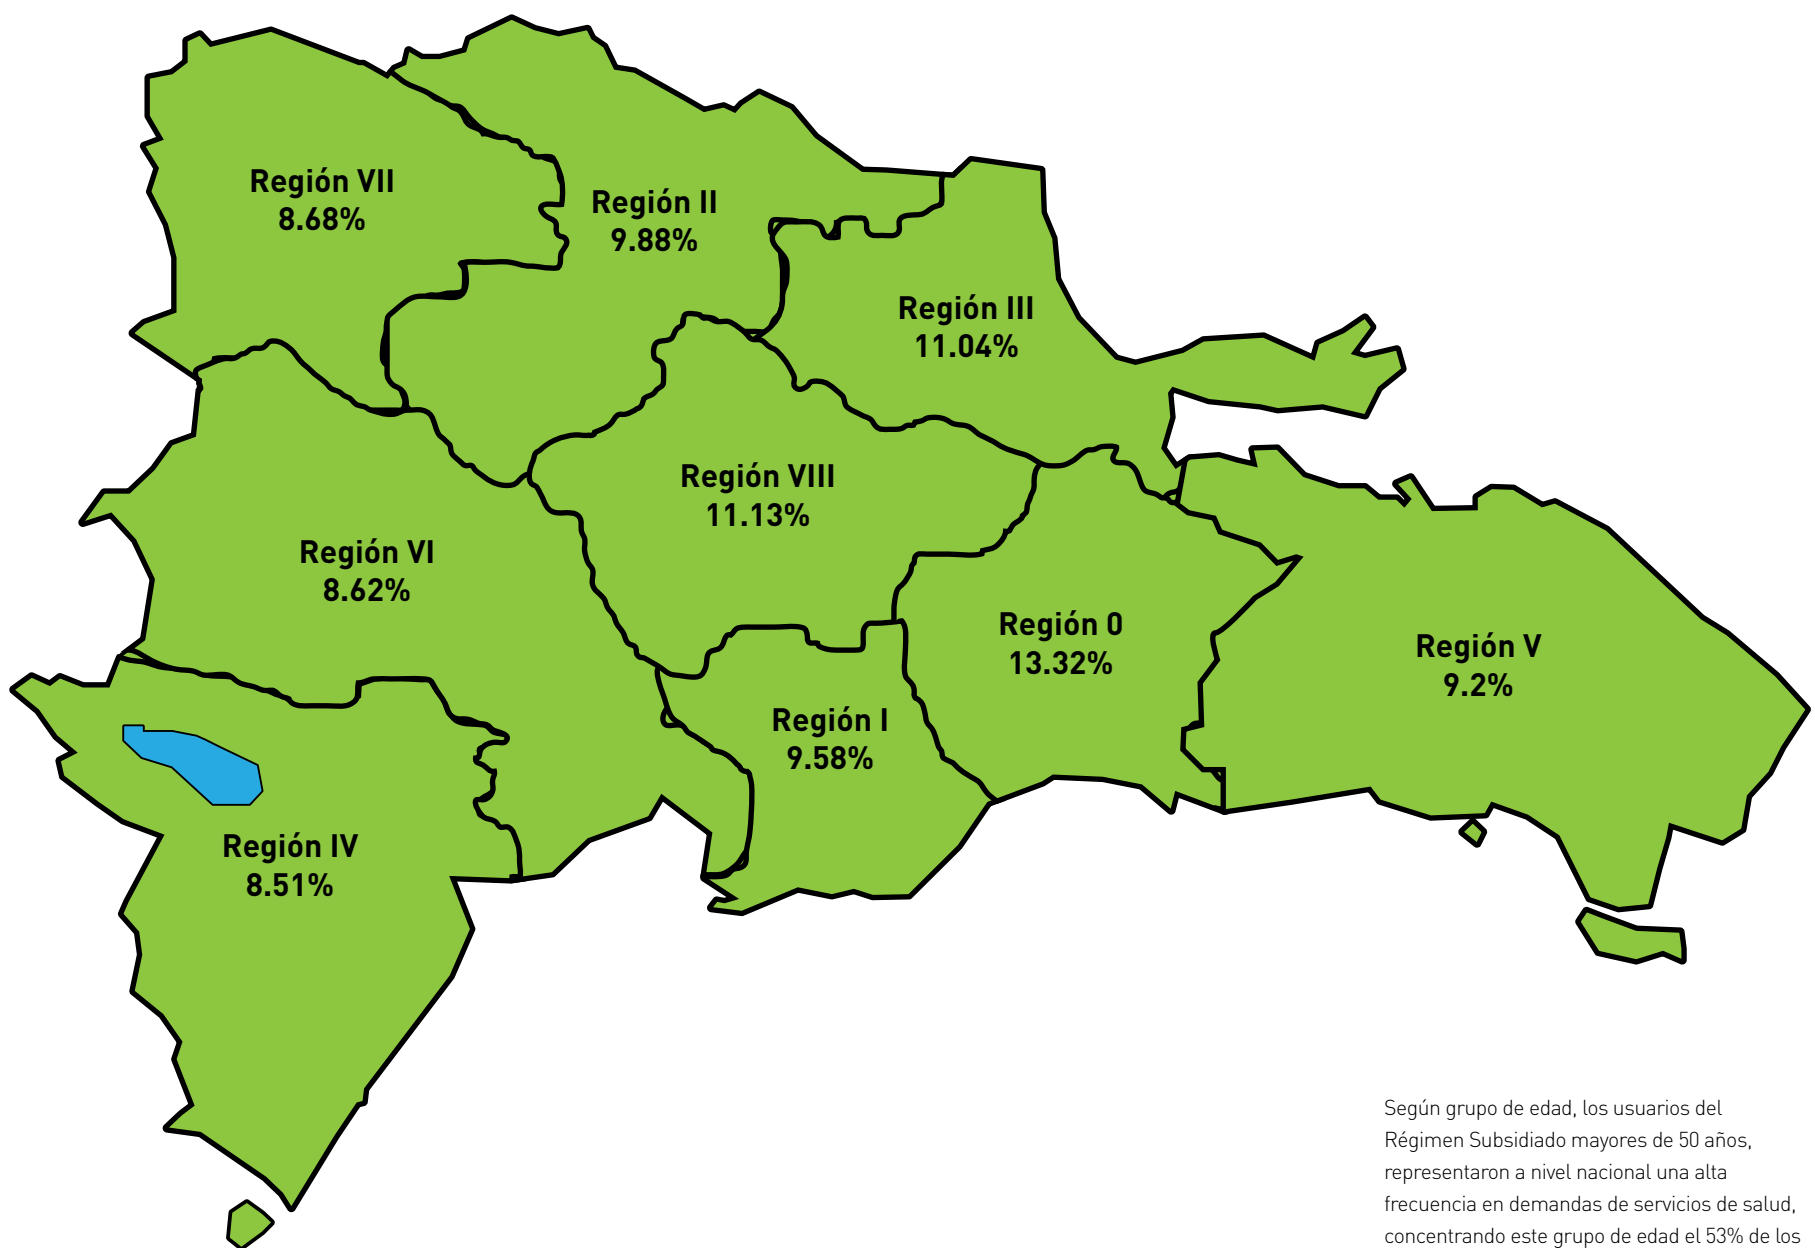 Región VII
8.68%
Región II
9.88%
Región III
11.04%
Región VIII
11.13%
Región VI
8.62%
Región 0
13.32%
Región V
9.2%
Región I
9.58%
Región IV
8.51%
Según grupo de edad, los usuarios del
Régimen Subsidiado mayores de 50 años,
representaron a nivel nacional una alta
frecuencia en demandas de servicios de salud,
concentrando este grupo de edad el 53% de los